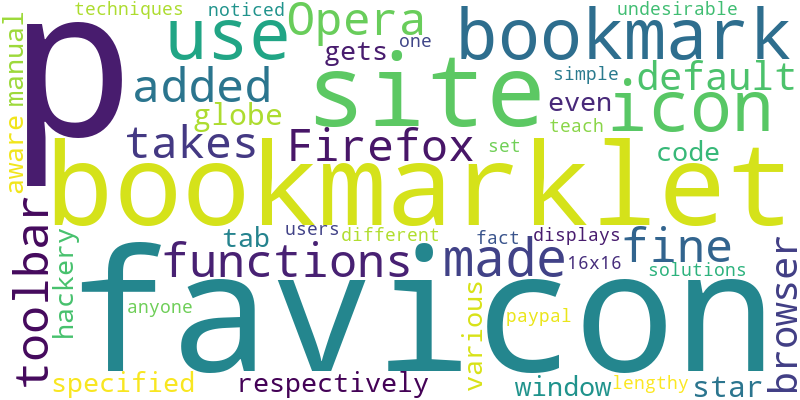 techniques
noticed
undesirable
Opera
use
bookmark
gets
one
p
manual
aware
added
site
simple
default
icon
globe
even
takes
Firefox
teach
set
code
bookmarklet
toolbar
hackery
tab
users
different
fact
displays
fine
functions
made
16x16
solutions
browser
favicon
anyone
various
paypal
specified
respectively
window
lengthy
star